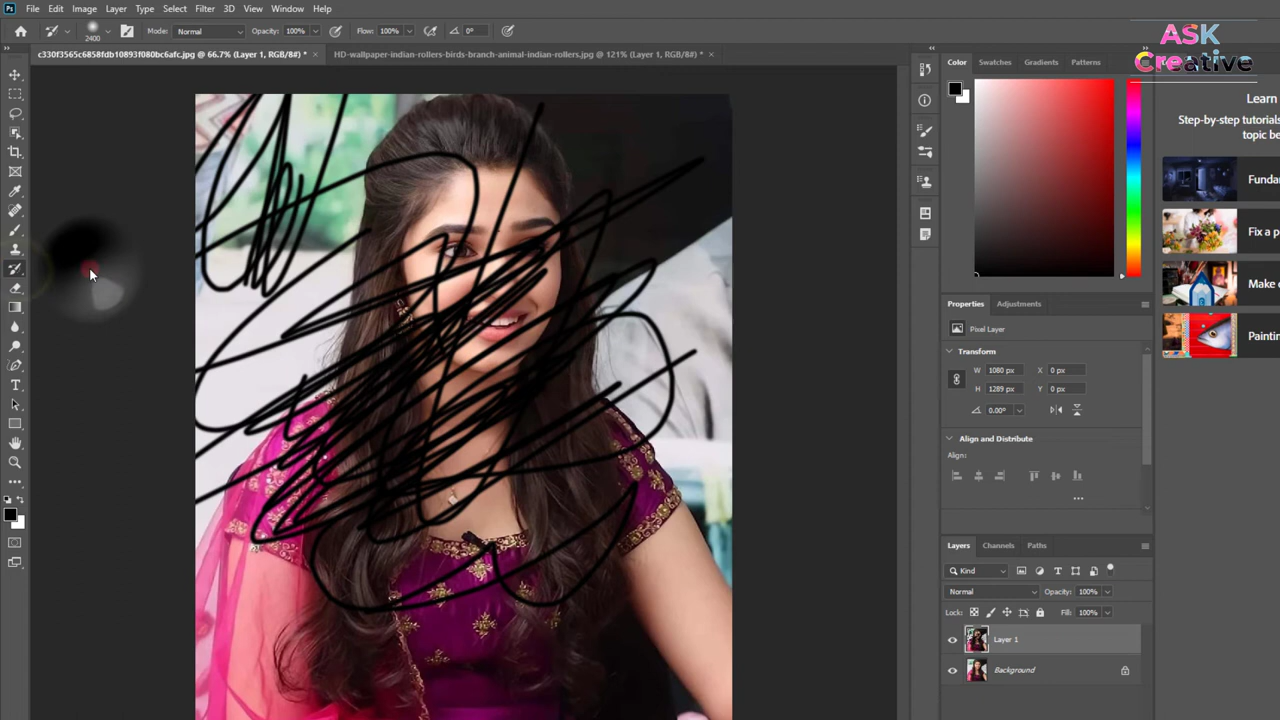 Ps File Edit Image Layer Type Select Filter 3D View Window Help
2400 Mode: Normal Opacity: 100% Flow: 100% 0°
ASK
Creative
c330f3565c6858fdb10893f080bc6afc.jpg @ 66.7% (Layer 1, RGB/8#) * × HD-wallpaper-indian-rollers-birds-branch-animal-indian-rollers.jpg @ 121% (Layer 1, RGB/8#) * ×
Color Swatches Gradients Patterns
Learn
Step-by-step tutorials
topic be
Funda
Fix a p
Make c
Paintin
Properties Adjustments
Pixel Layer
Transform
W 1080 px X 0 px
H 1289 px Y 0 px
0.00°
Align and Distribute
Align:
•••
Layers Channels Paths
Kind
Normal Opacity: 100%
Lock: Fill: 100%
Layer 1
Background